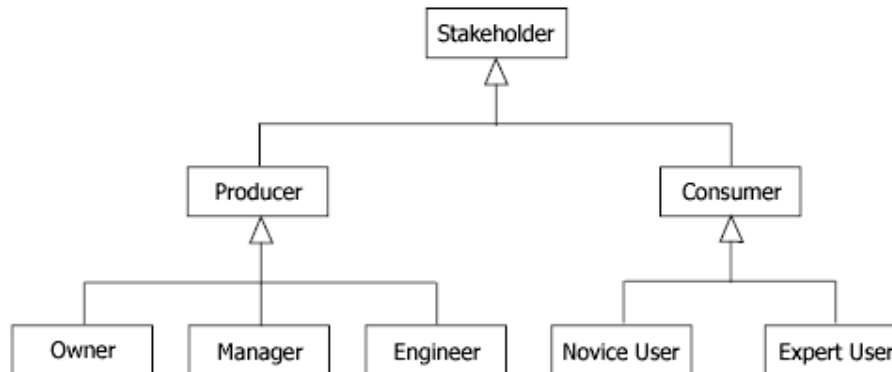 Stakeholder
Producer
Consumer
Owner
Manager
Engineer
Novice User
Expert User